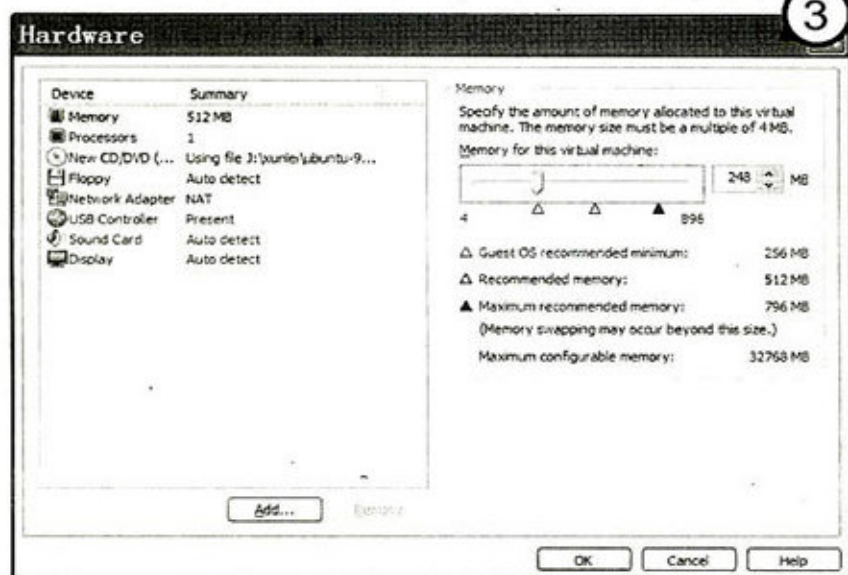 3
Hardware
Device Summary
Memory 512 MB
Processors 1
New CD/DVD (... Using file J:\xunlei\ubuntu-9...
Floppy Auto detect
Network Adapter NAT
USB Controller Present
Sound Card Auto detect
Display Auto detect
Add...
Remove
Memory
Specify the amount of memory allocated to this virtual
machine. The memory size must be a multiple of 4 MB.
Memory for this virtual machine:
248 MB
4 896
Guest OS recommended minimum: 256 MB
Recommended memory: 512 MB
Maximum recommended memory: 796 MB
(Memory swapping may occur beyond this size.)
Maximum configurable memory: 32768 MB
OK Cancel Help